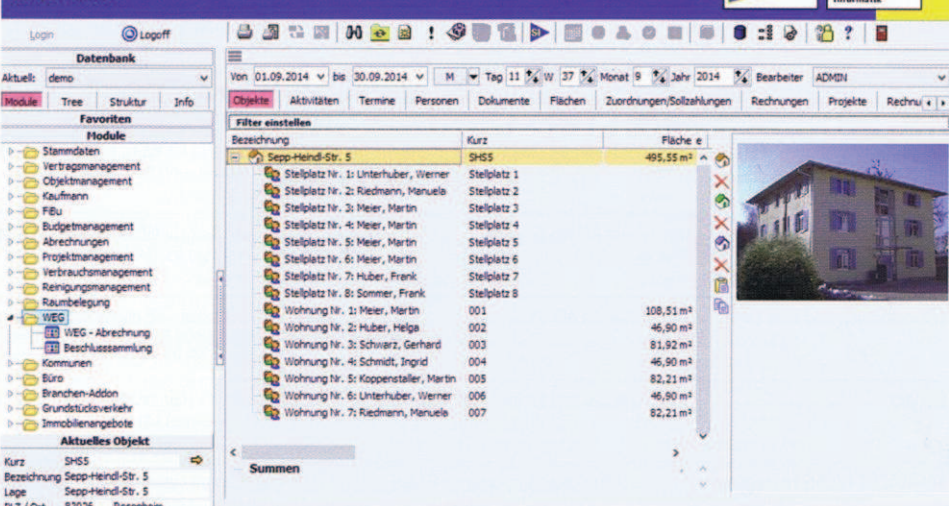 Login Logoff
Datenbank
Aktuell: demo
Module Tree Struktur Info
Favoriten
Module
Stammdaten
Vertragsmanagement
Objektmanagement
Kaufmann
FiBu
Budgetmanagement
Abrechnungen
Projektmanagement
Verbrauchsmanagement
Reinigungsmanagement
Raumbelegung
WEG
WEG - Abrechnung
Beschlusssammlung
Kommunen
Büro
Branchen-Addon
Grundstücksverkehr
Immobilienangebote
Aktuelles Objekt
Kurz SHS5
Bezeichnung Sepp-Heindl-Str. 5
Lage Sepp-Heindl-Str. 5
Von 01.09.2014 bis 30.09.2014 M Tag 11 W 37 Monat 9 Jahr 2014 Bearbeiter ADMIN
Objekte Aktivitäten Termine Personen Dokumente Flächen Zuordnungen/Sollzahlungen Rechnungen Projekte Rechnu
Filter einstellen
Bezeichnung Kurz Fläche e
Sepp-Heindl-Str. 5 SHS5 495,55 m²
Stellplatz Nr. 1: Unterhuber, Werner Stellplatz 1
Stellplatz Nr. 2: Riedmann, Manuela Stellplatz 2
Stellplatz Nr. 3: Meier, Martin Stellplatz 3
Stellplatz Nr. 4: Meier, Martin Stellplatz 4
Stellplatz Nr. 5: Meier, Martin Stellplatz 5
Stellplatz Nr. 6: Meier, Martin Stellplatz 6
Stellplatz Nr. 7: Huber, Frank Stellplatz 7
Stellplatz Nr. 8: Sommer, Frank Stellplatz 8
Wohnung Nr. 1: Meier, Martin 001 108,51 m²
Wohnung Nr. 2: Huber, Helga 002 46,90 m²
Wohnung Nr. 3: Schwarz, Gerhard 003 81,92 m²
Wohnung Nr. 4: Schmidt, Ingrid 004 46,90 m²
Wohnung Nr. 5: Koppenstaller, Martin 005 82,21 m²
Wohnung Nr. 6: Unterhuber, Werner 006 46,90 m²
Wohnung Nr. 7: Riedmann, Manuela 007 82,21 m²
Summen